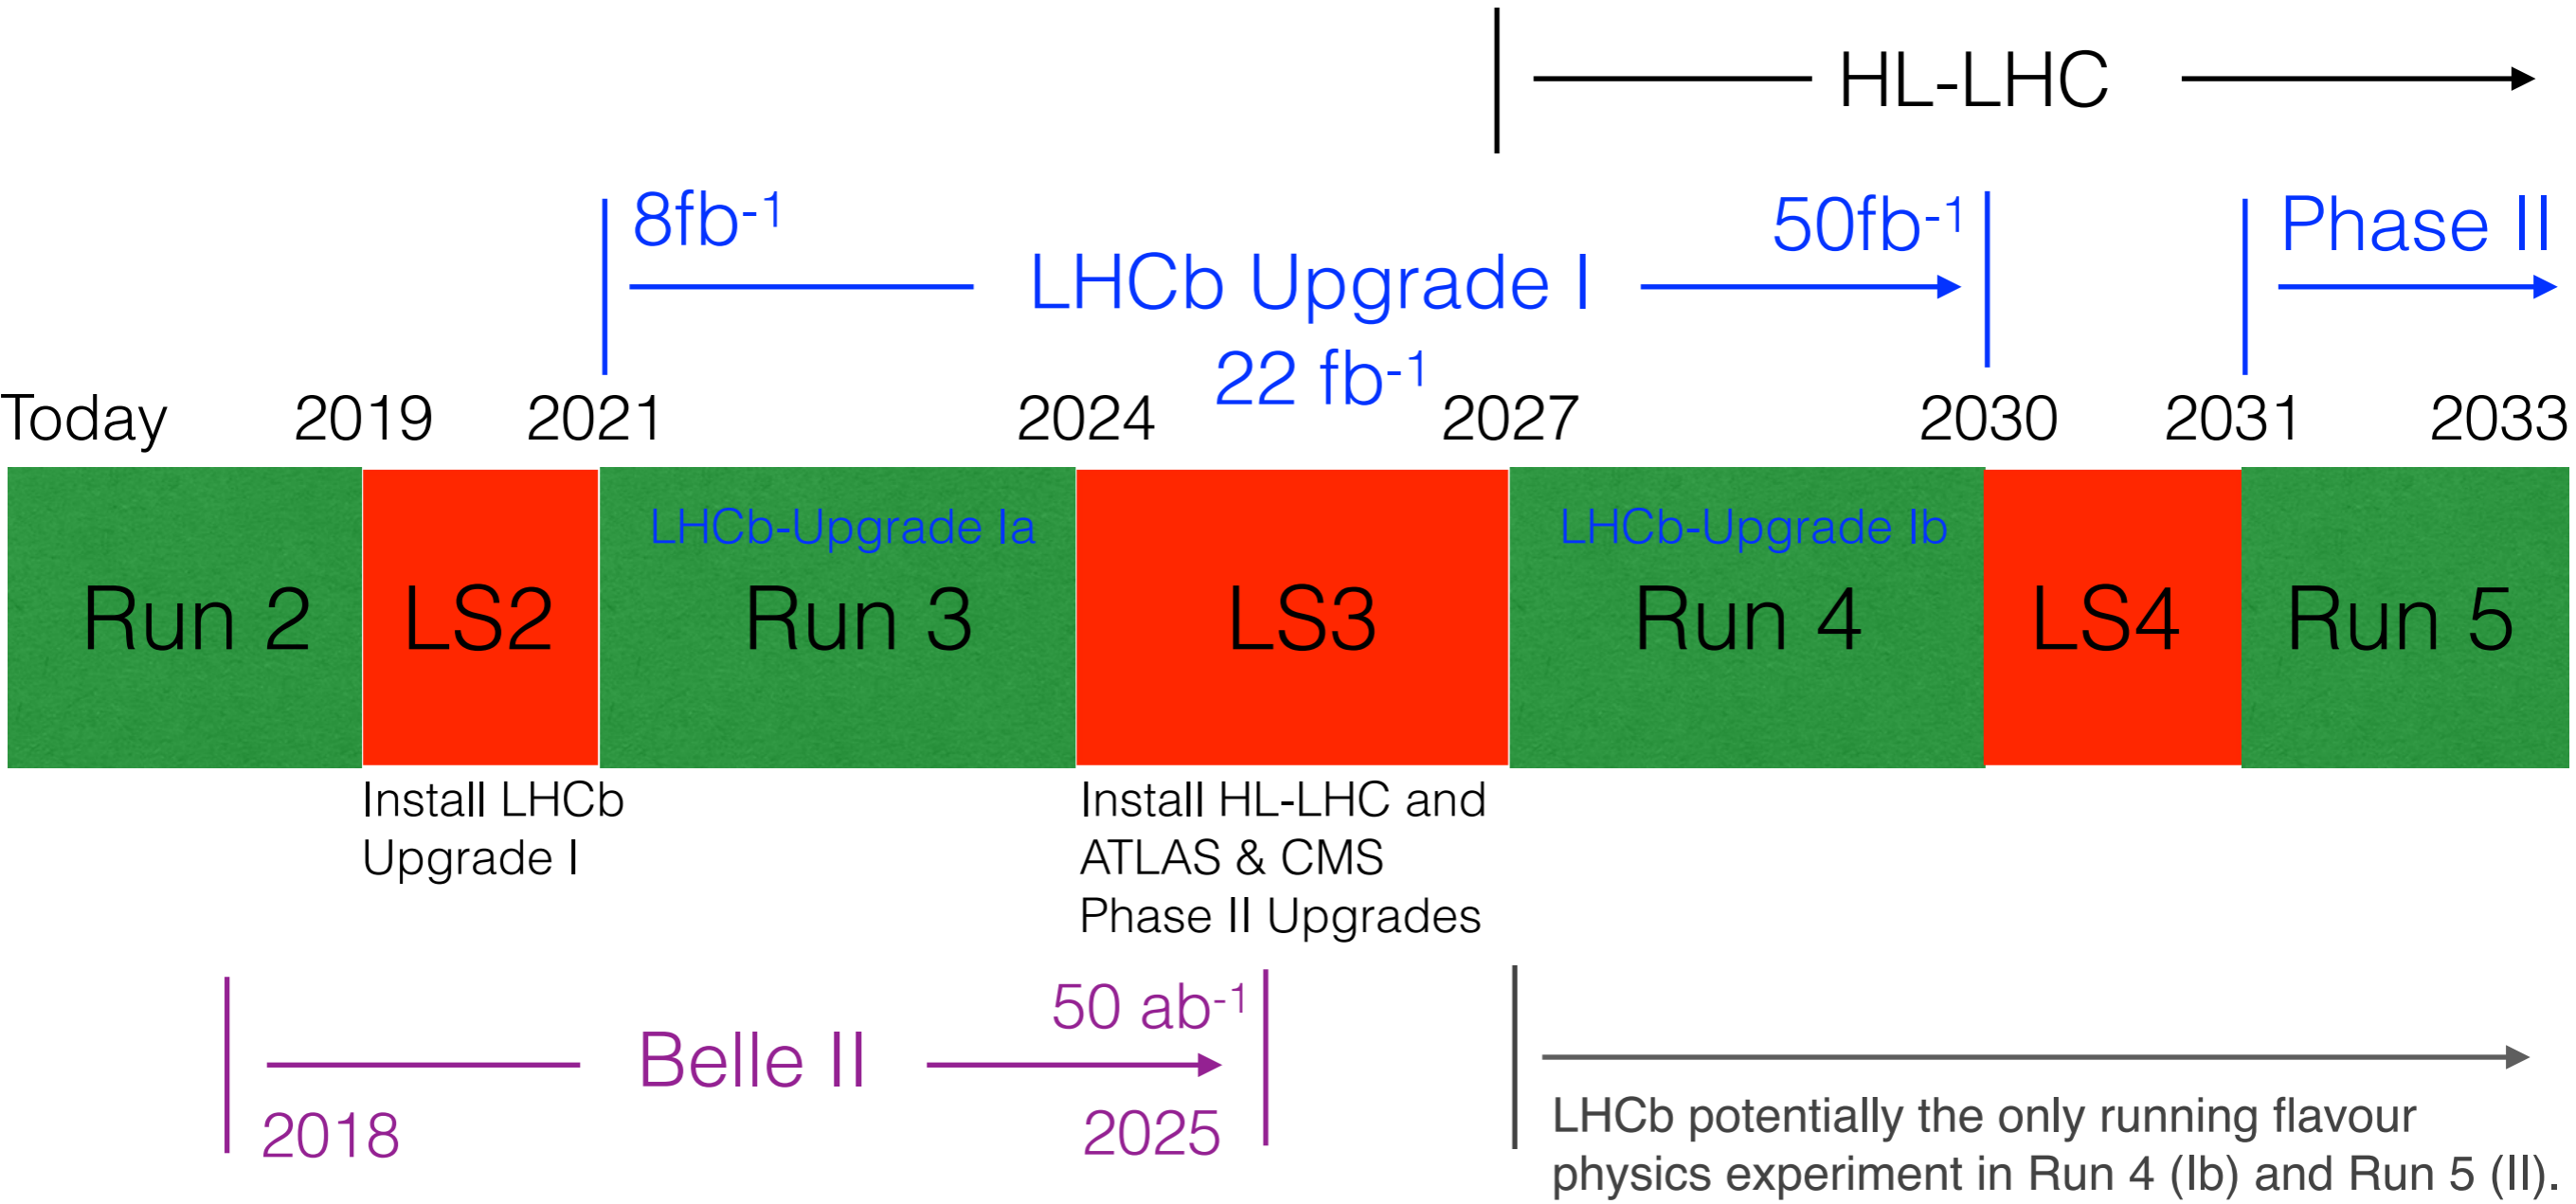 HL-LHC
8fb-1
50fb-1
Phase II
LHCb Upgrade I
22 fb-1
Today 2019 2021 2024 2027 2030 2031 2033
LHCb-Upgrade Ia LHCb-Upgrade Ib
Run 2 LS2 Run 3 LS3 Run 4 LS4 Run 5
Install LHCb
Upgrade I
Install HL-LHC and
ATLAS & CMS
Phase II Upgrades
50 ab-1
Belle II
2018
2025
LHCb potentially the only running flavour
physics experiment in Run 4 (Ib) and Run 5 (II).